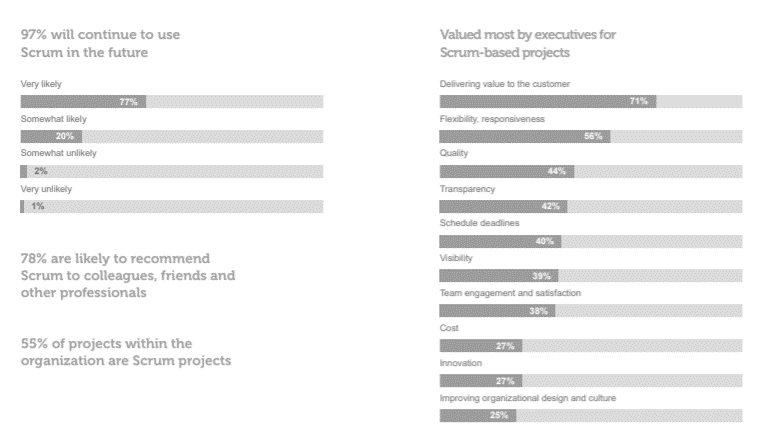 97% will continue to use
Scrum in the future
Very likely
77%
Somewhat likely
20%
Somewhat unlikely
2%
Very unlikely
1%
78% are likely to recommend
Scrum to colleagues, friends and
other professionals
55% of projects within the
organization are Scrum projects
Valued most by executives for
Scrum-based projects
Delivering value to the customer
71%
Flexibility, responsiveness
56%
Quality
44%
Transparency
42%
Schedule deadlines
40%
Visibility
39%
Team engagement and satisfaction
38%
Cost
27%
Innovation
27%
Improving organizational design and culture
25%